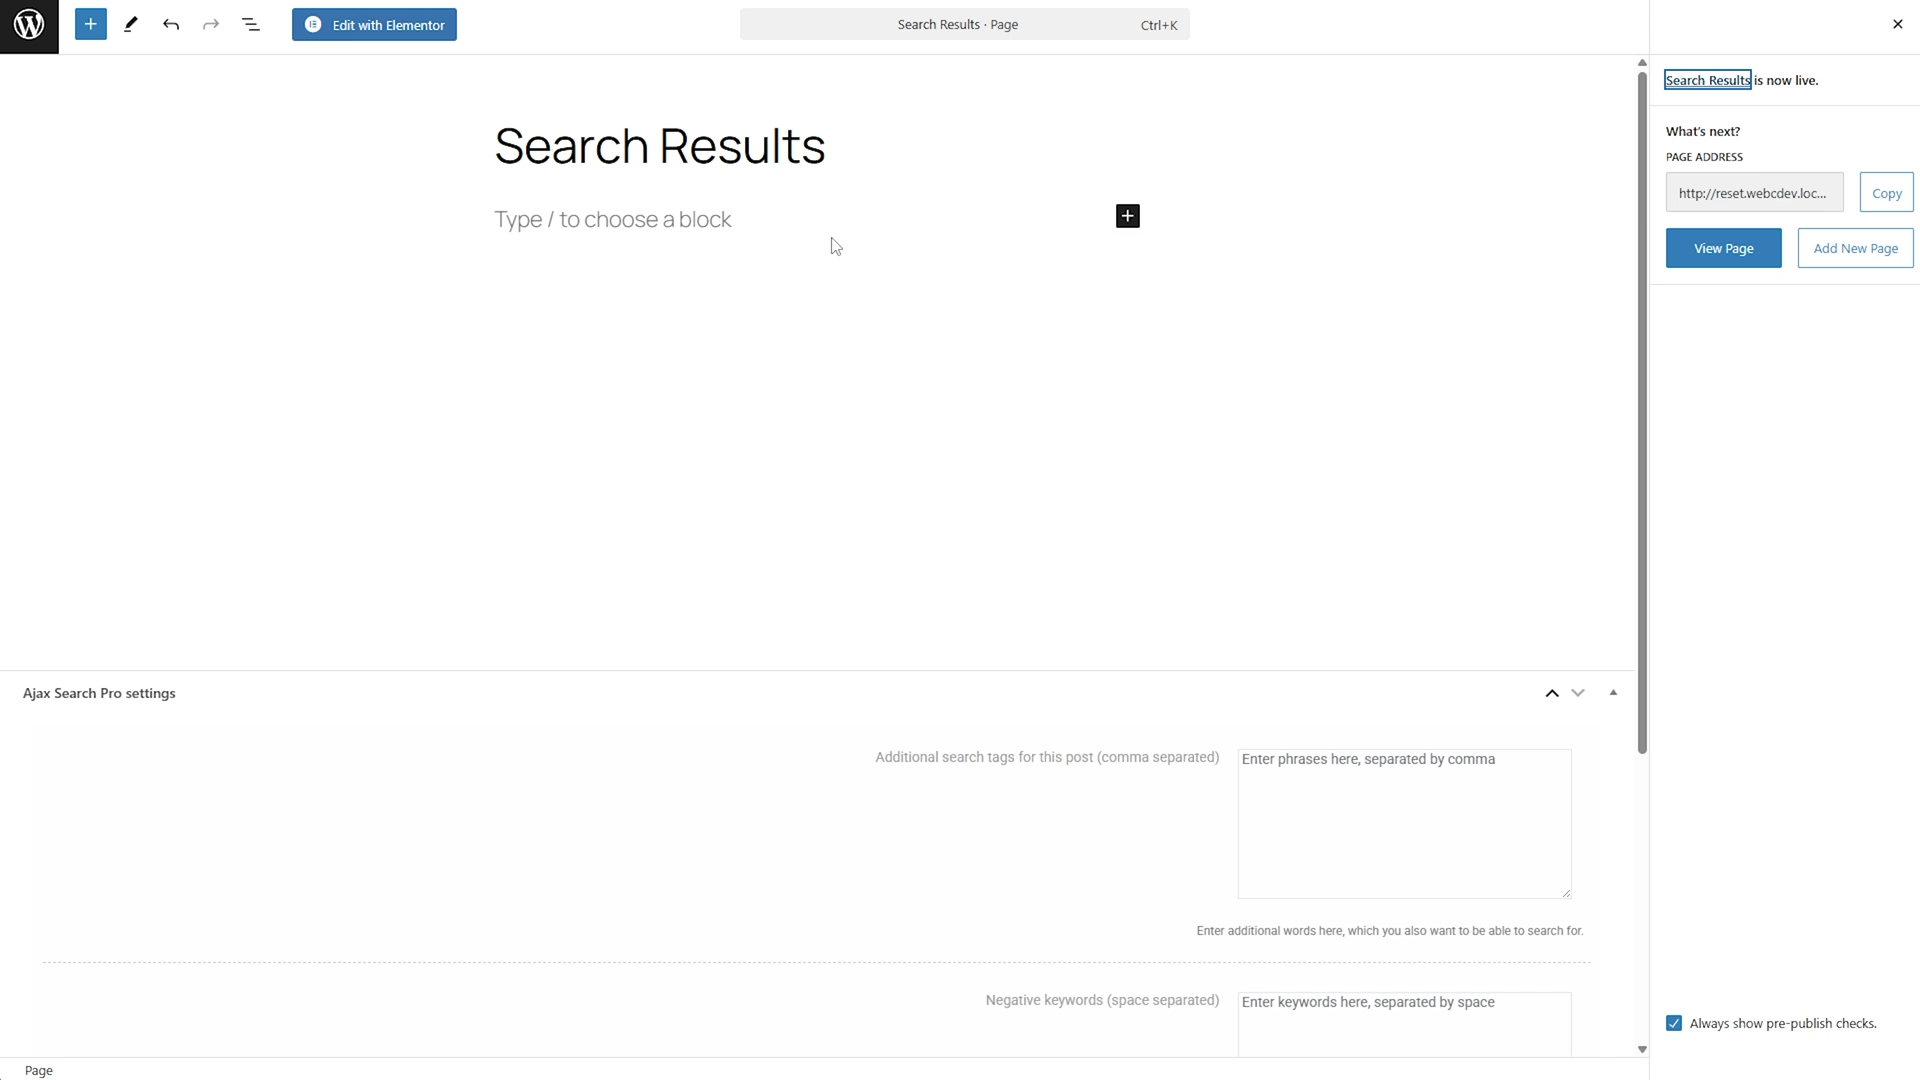 Edit with Elementor
Search Results · Page
Ctrl+K
Search Results is now live.
What's next?
PAGE ADDRESS
http://reset.webcdev.loc...
Copy
View Page
Add New Page
Search Results
Type / to choose a block
Ajax Search Pro settings
Additional search tags for this post (comma separated)
Enter phrases here, separated by comma
Enter additional words here, which you also want to be able to search for.
Negative keywords (space separated)
Enter keywords here, separated by space
Always show pre-publish checks.
Page